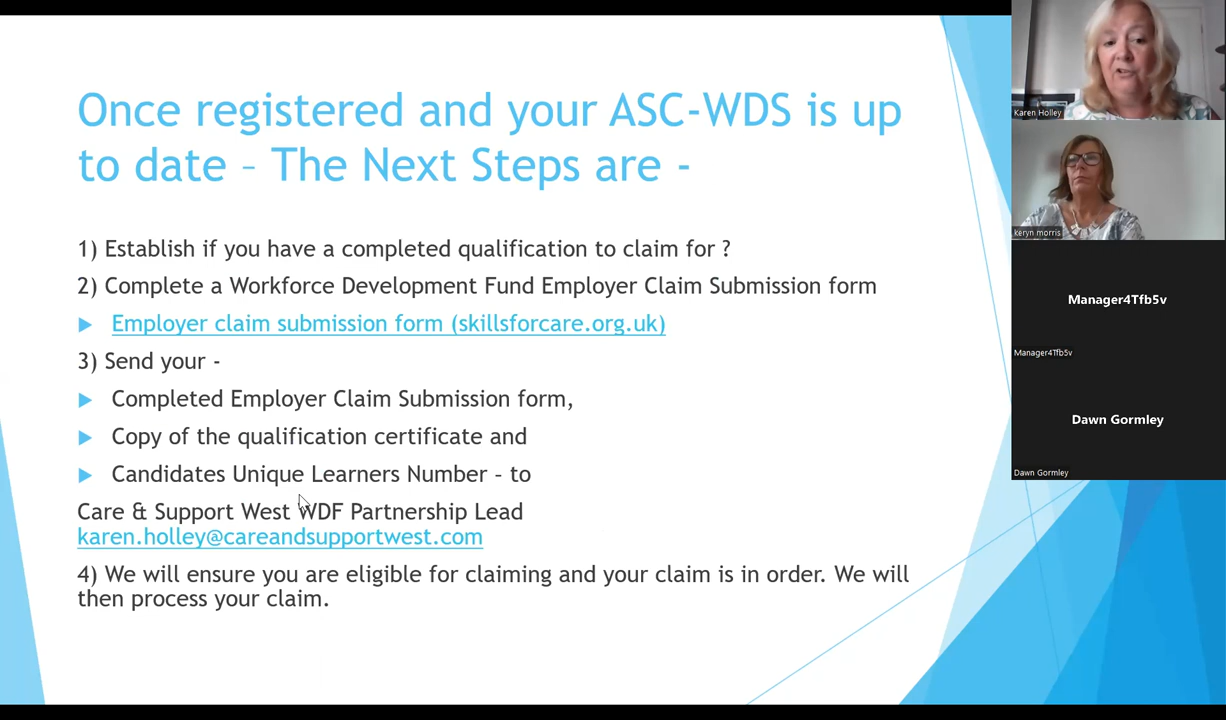 Once registered and your ASC-WDS is up
to date – The Next Steps are -
1) Establish if you have a completed qualification to claim for ?
2) Complete a Workforce Development Fund Employer Claim Submission form
Employer claim submission form (skillsforcare.org.uk)
3) Send your -
Completed Employer Claim Submission form,
Copy of the qualification certificate and
Candidates Unique Learners Number – to
Care & Support West WDF Partnership Lead
karen.holley@careandsupportwest.com
4) We will ensure you are eligible for claiming and your claim is in order. We will
then process your claim.
Karen Holley
keryn morris
Manager4Tfb5v
Manager4Tfb5v
Dawn Gormley
Dawn Gormley